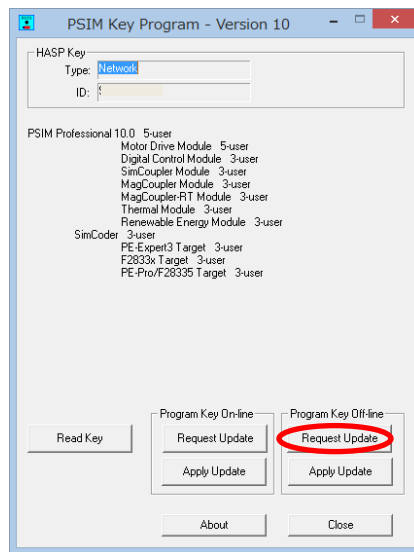 PSIM Key Program - Version 10
HASP Key
Type: Network
ID:
PSIM Professional 10.0 5-user
Motor Drive Module 5-user
Digital Control Module 3-user
SimCoupler Module 3-user
MagCoupler Module 3-user
MagCoupler-RT Module 3-user
Thermal Module 3-user
Renewable Energy Module 3-user
SimCoder 3-user
PE-Expert3 Target 3-user
F2833x Target 3-user
PE-Pro/F28335 Target 3-user
Program Key On-line Program Key Off-line
Read Key Request Update Request Update
Apply Update Apply Update
About Close